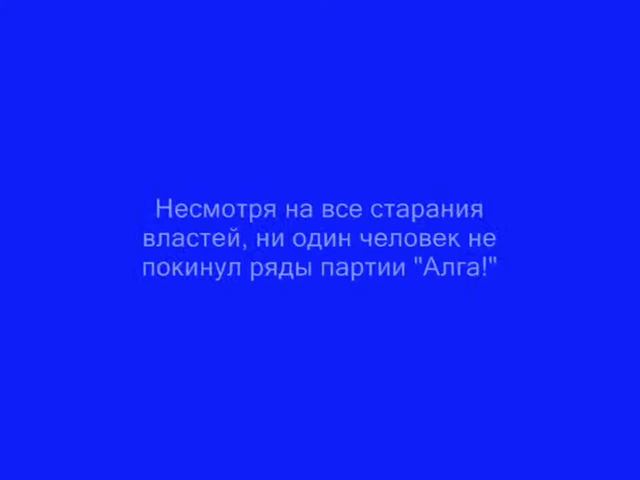 Несмотря на все старания
властей, ни один человек не
покинул ряды партии "Алга!"